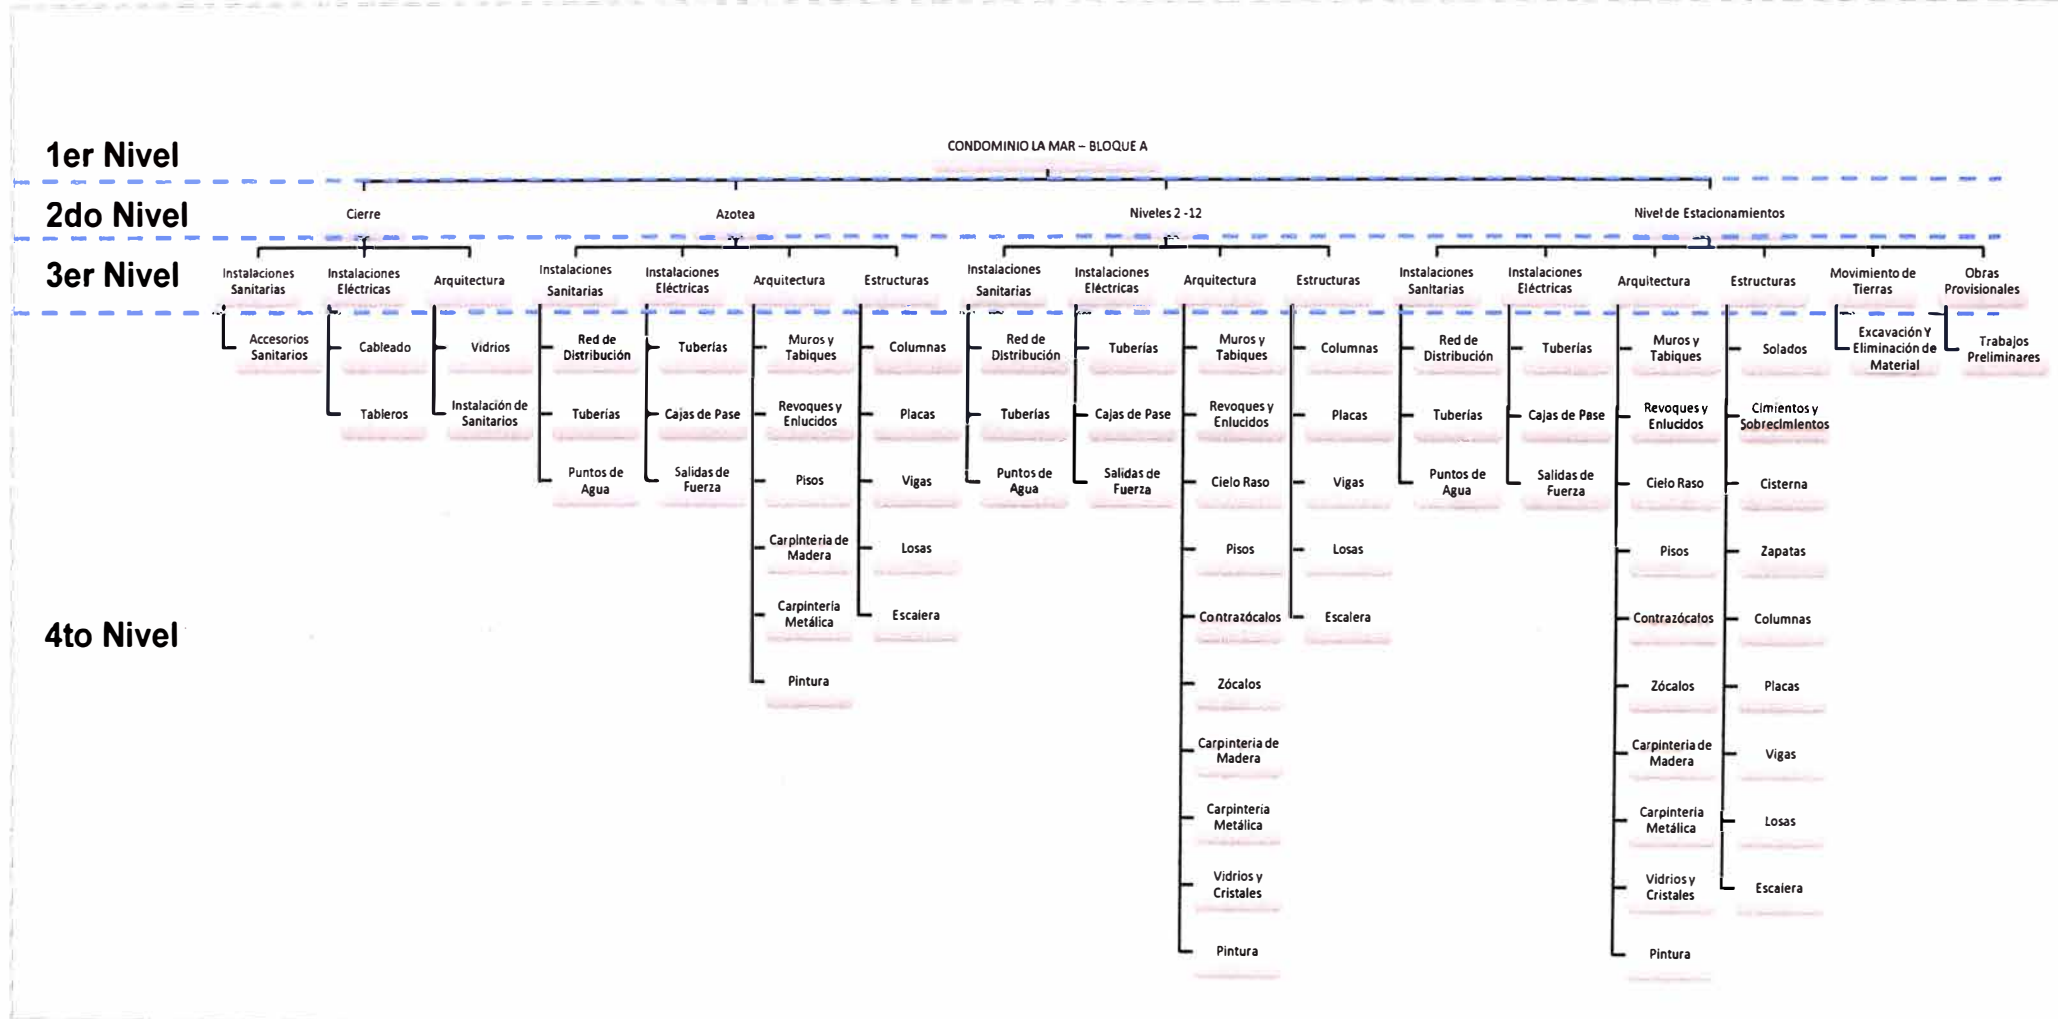 1er Nivel
CONDOMINIO LA MAR – BLOQUE A
2do Nivel
Cierre
Azotea
Niveles 2 -12
Nivel de Estacionamientos
3er Nivel
Instalaciones
Sanitarias
Instalaciones
Eléctricas
Arquitectura
Instalaciones
Sanitarias
Instalaciones
Eléctricas
Arquitectura
Estructuras
Instalaciones
Sanitarias
Instalaciones
Eléctricas
Arquitectura
Estructuras
Instalaciones
Sanitarias
Instalaciones
Eléctricas
Arquitectura
Estructuras
Movimiento de
Tierras
Obras
Provisionales
4to Nivel
Accesorios
Sanitarios
Cableado
Tableros
Vidrios
Instalación de
Sanitarios
Red de
Distribución
Tuberías
Puntos de
Agua
Tuberías
Cajas de Pase
Salidas de
Fuerza
Muros y
Tabiques
Revoques y
Enlucidos
Pisos
Carpinteria de
Madera
Carpintería
Metálica
Pintura
Columnas
Placas
Vigas
Losas
Escalera
Red de
Distribución
Tuberías
Puntos de
Agua
Tuberías
Cajas de Pase
Salidas de
Fuerza
Muros y
Tabiques
Revoques y
Enlucidos
Cielo Raso
Pisos
Contrazócalos
Zócalos
Carpinteria de
Madera
Carpintería
Metálica
Vidrios y
Cristales
Pintura
Columnas
Placas
Vigas
Losas
Escalera
Red de
Distribución
Tuberías
Puntos de
Agua
Tuberías
Cajas de Pase
Salidas de
Fuerza
Muros y
Tabiques
Revoques y
Enlucidos
Cielo Raso
Pisos
Contrazócalos
Zócalos
Carpinteria de
Madera
Carpintería
Metálica
Vidrios y
Cristales
Pintura
Solados
Cimientos y
Sobrecimientos
Cisterna
Zapatas
Columnas
Placas
Vigas
Losas
Escalera
Excavación Y
Eliminación de
Material
Trabajos
Preliminares